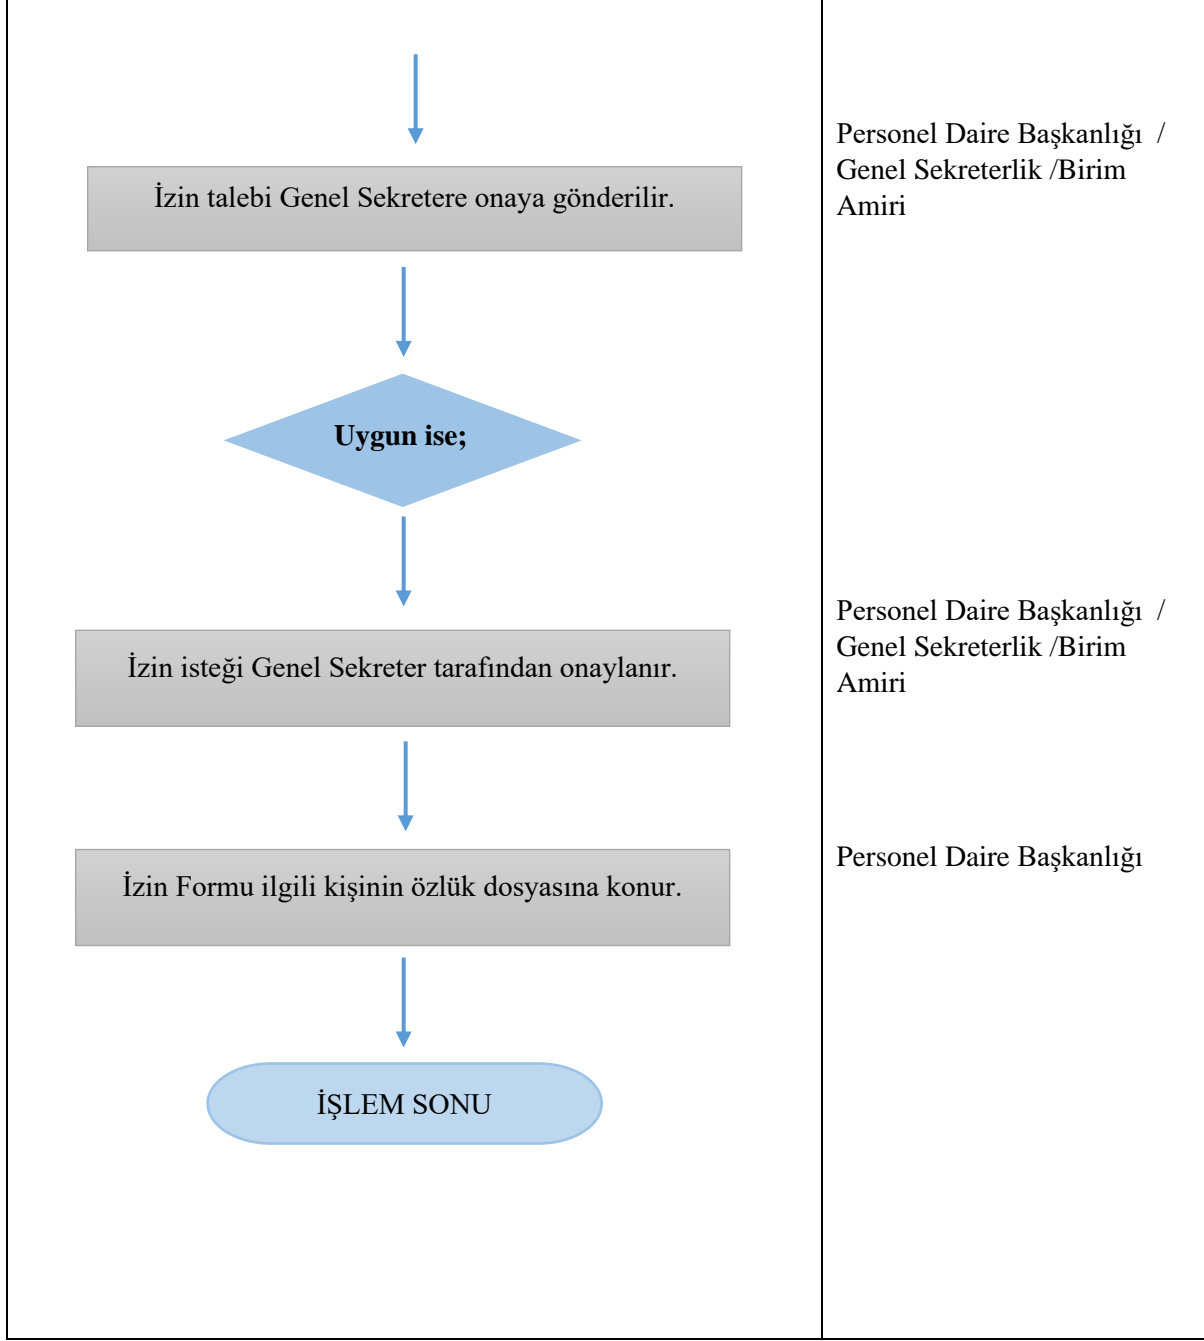 Personel Daire Başkanlığı /
Genel Sekreterlik /Birim
Amiri
İzin talebi Genel Sekretere onaya gönderilir.
Uygun ise;
Personel Daire Başkanlığı /
Genel Sekreterlik /Birim
Amiri
İzin isteği Genel Sekreter tarafından onaylanır.
Personel Daire Başkanlığı
İzin Formu ilgili kişinin özlük dosyasına konur.
İŞLEM SONU